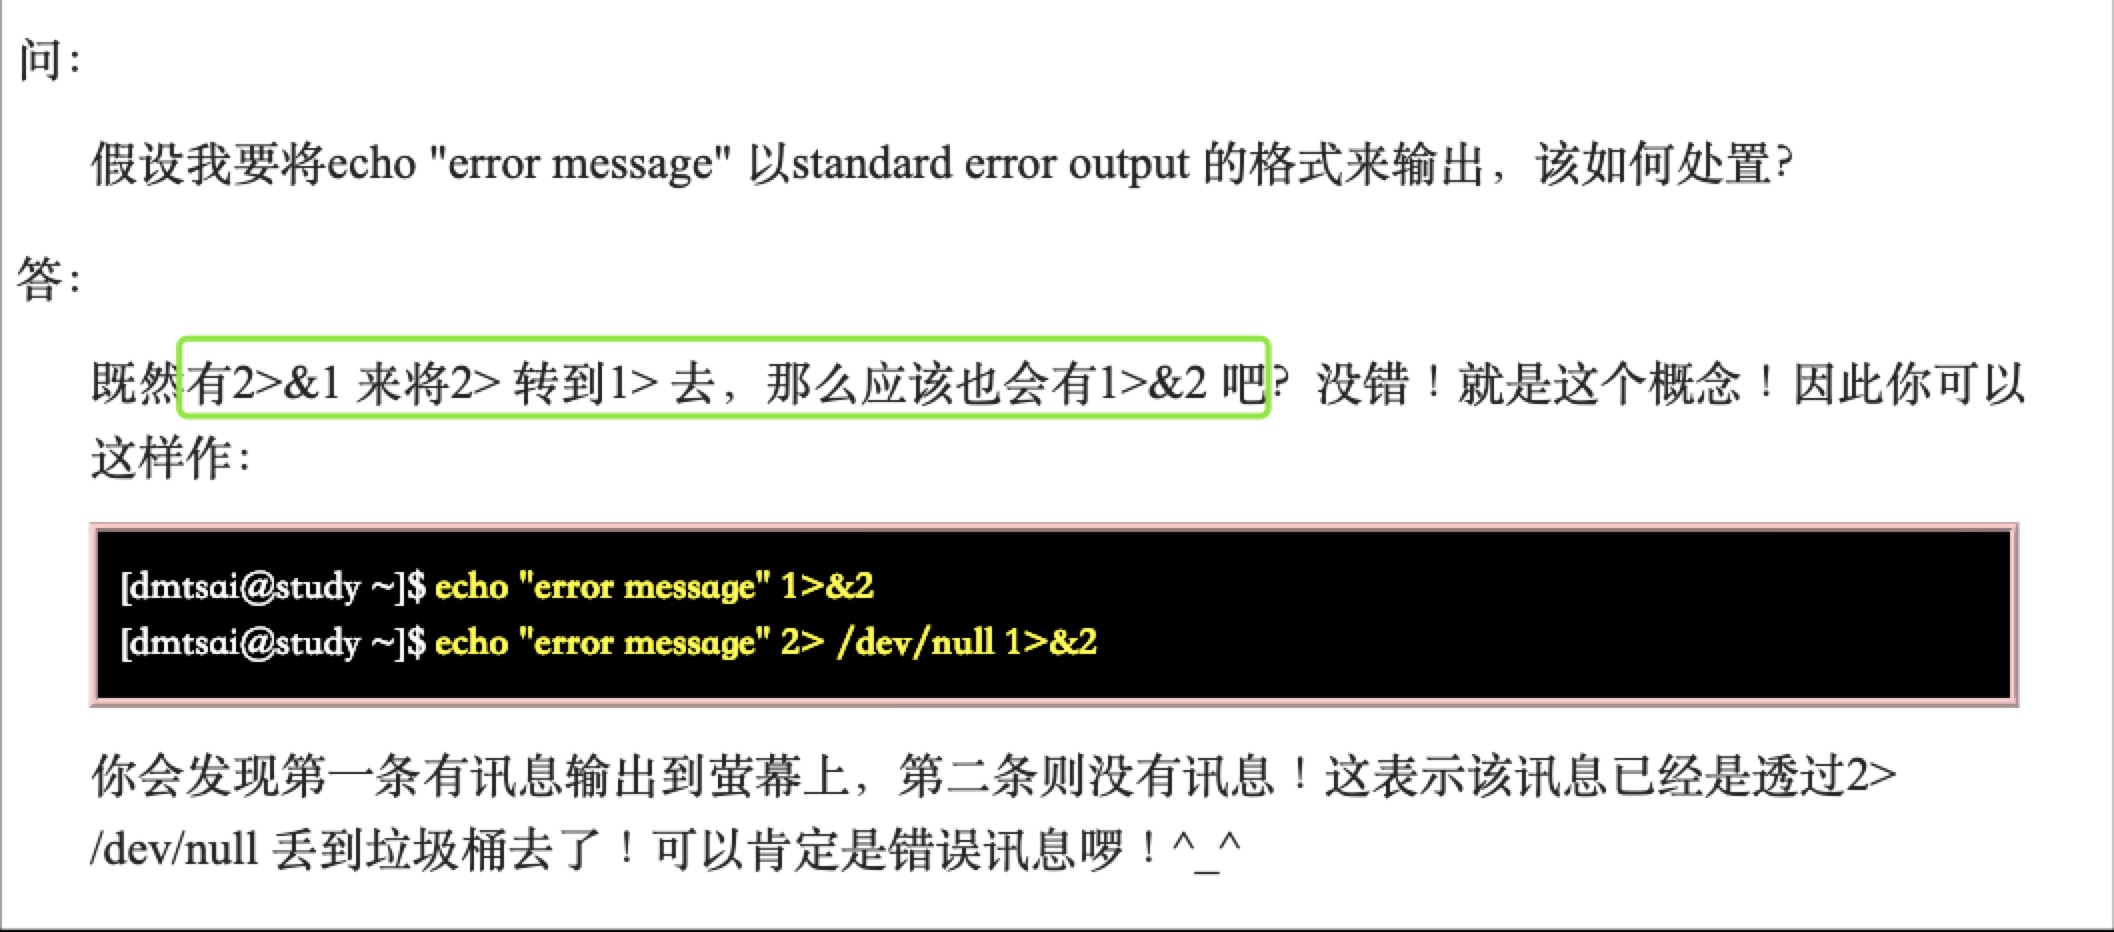 问：
假设我要将echo "error message" 以standard error output 的格式来输出，该如何处置？
答：
既然有2>&1 来将2> 转到1> 去，那么应该也会有1>&2 吧？没错！就是这个概念！因此你可以
这样作：
[dmtsai@study ~]$ echo "error message" 1>&2
[dmtsai@study ~]$ echo "error message" 2> /dev/null 1>&2
你会发现第一条有讯息输出到萤幕上，第二条则没有讯息！这表示该讯息已经是透过2>
/dev/null 丢到垃圾桶去了！可以肯定是错误讯息啰！^_^